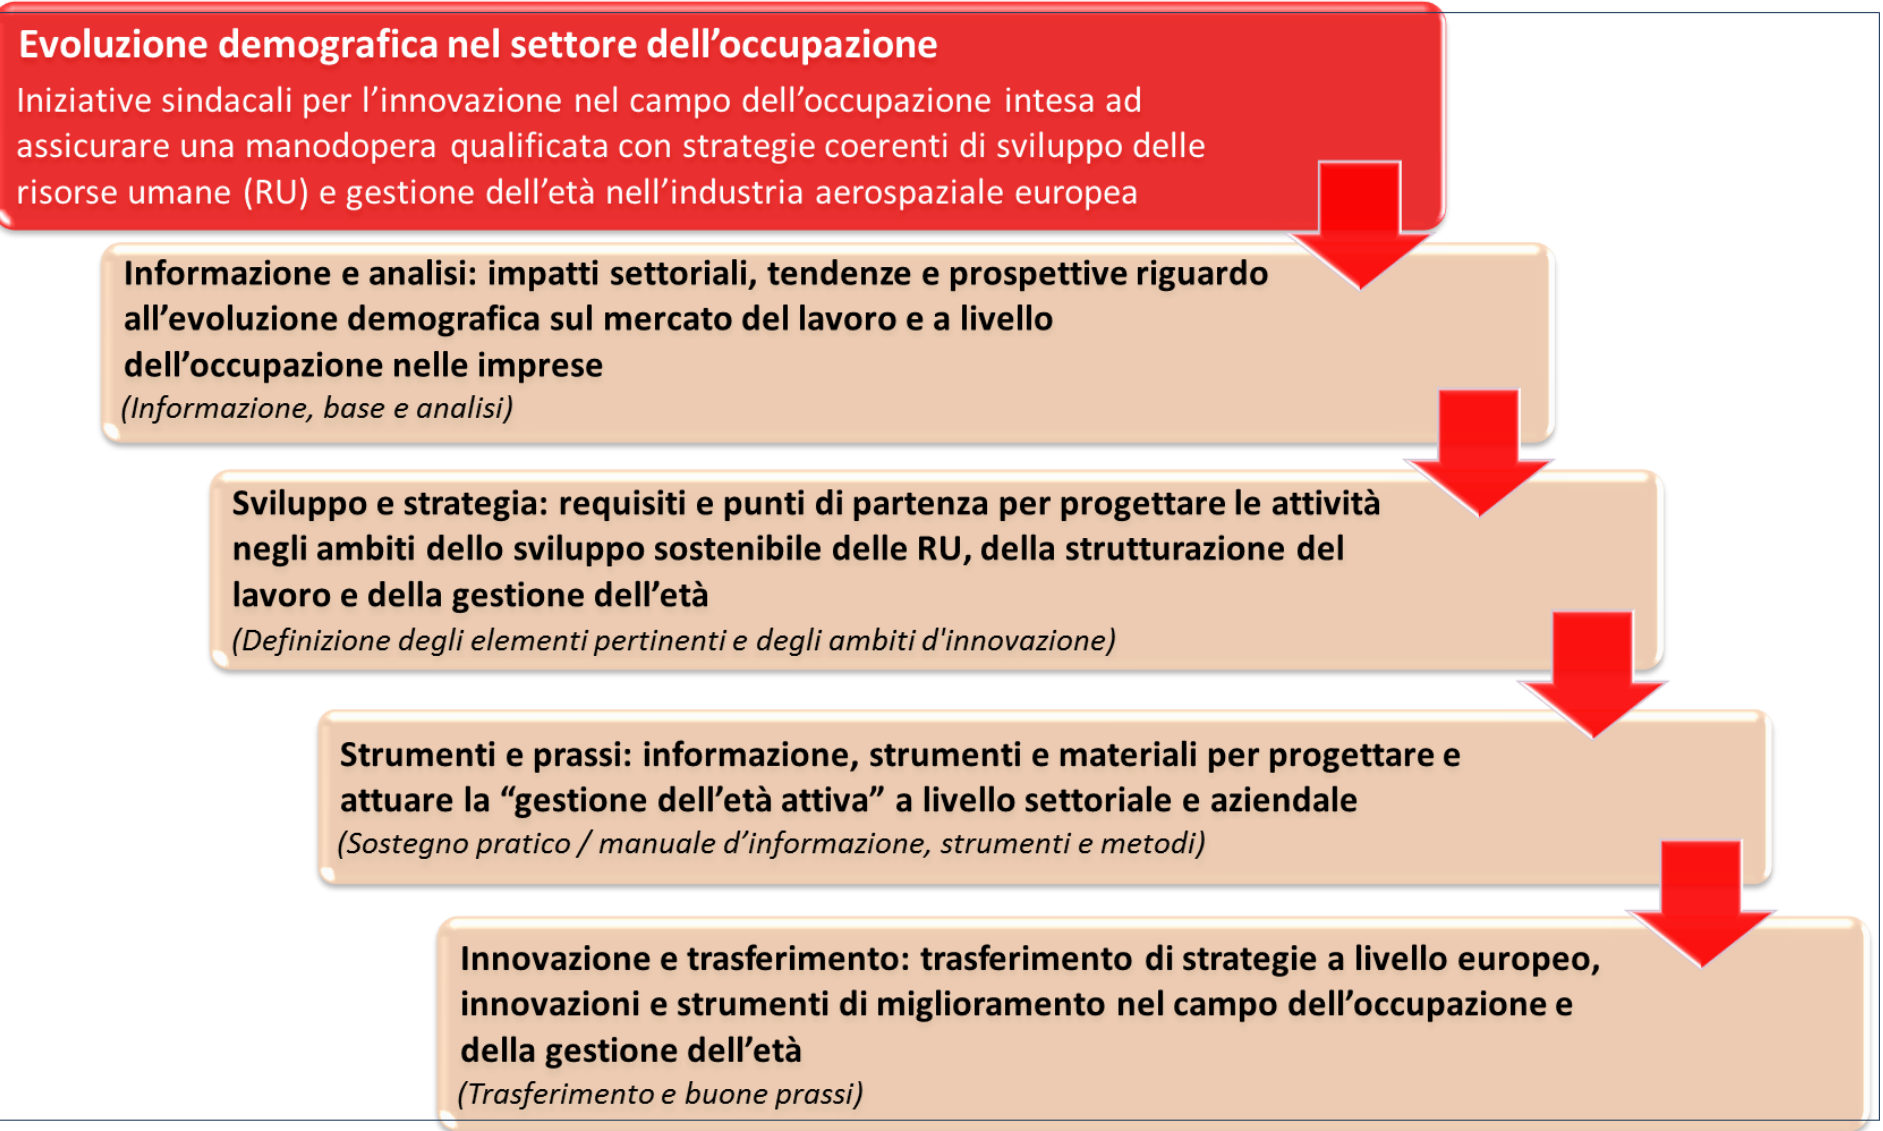 Evoluzione demografica nel settore dell’occupazione
Iniziative sindacali per l’innovazione nel campo dell’occupazione intesa ad
assicurare una manodopera qualificata con strategie coerenti di sviluppo delle
risorse umane (RU) e gestione dell’età nell’industria aerospaziale europea
Informazione e analisi: impatti settoriali, tendenze e prospettive riguardo
all’evoluzione demografica sul mercato del lavoro e a livello
dell’occupazione nelle imprese
(Informazione, base e analisi)
Sviluppo e strategia: requisiti e punti di partenza per progettare le attività
negli ambiti dello sviluppo sostenibile delle RU, della strutturazione del
lavoro e della gestione dell’età
(Definizione degli elementi pertinenti e degli ambiti d'innovazione)
Strumenti e prassi: informazione, strumenti e materiali per progettare e
attuare la “gestione dell’età attiva” a livello settoriale e aziendale
(Sostegno pratico / manuale d’informazione, strumenti e metodi)
Innovazione e trasferimento: trasferimento di strategie a livello europeo,
innovazioni e strumenti di miglioramento nel campo dell’occupazione e
della gestione dell’età
(Trasferimento e buone prassi)